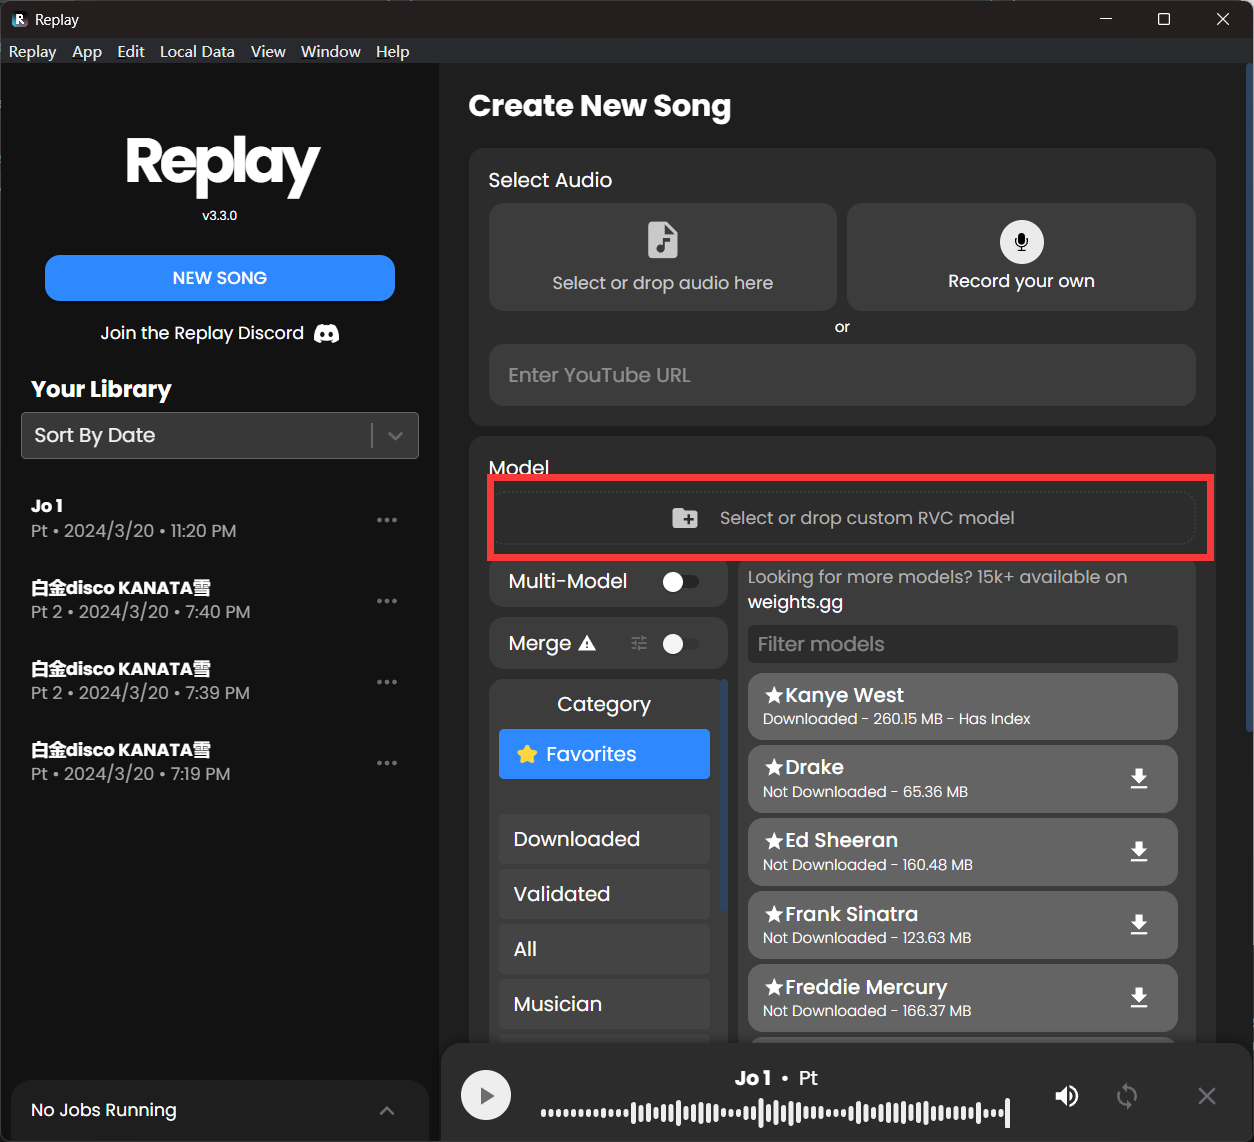 Replay
Replay App Edit Local Data View Window Help
Replay
v3.3.0
NEW SONG
Join the Replay Discord
Your Library
Sort By Date
Jo 1
Pt • 2024/3/20 • 11:20 PM
白金disco KANATA雪
Pt 2 • 2024/3/20 • 7:40 PM
白金disco KANATA雪
Pt 2 • 2024/3/20 • 7:39 PM
白金disco KANATA雪
Pt • 2024/3/20 • 7:19 PM
No Jobs Running
Create New Song
Select Audio
Select or drop audio here
Record your own
or
Enter YouTube URL
Model
Select or drop custom RVC model
Multi-Model
Merge
Category
Favorites
Downloaded
Validated
All
Musician
Looking for more models? 15k+ available on
weights.gg
Filter models
Kanye West
Downloaded - 260.15 MB - Has Index
Drake
Not Downloaded - 65.36 MB
Ed Sheeran
Not Downloaded - 160.48 MB
Frank Sinatra
Not Downloaded - 123.63 MB
Freddie Mercury
Not Downloaded - 166.37 MB
Jo 1 • Pt